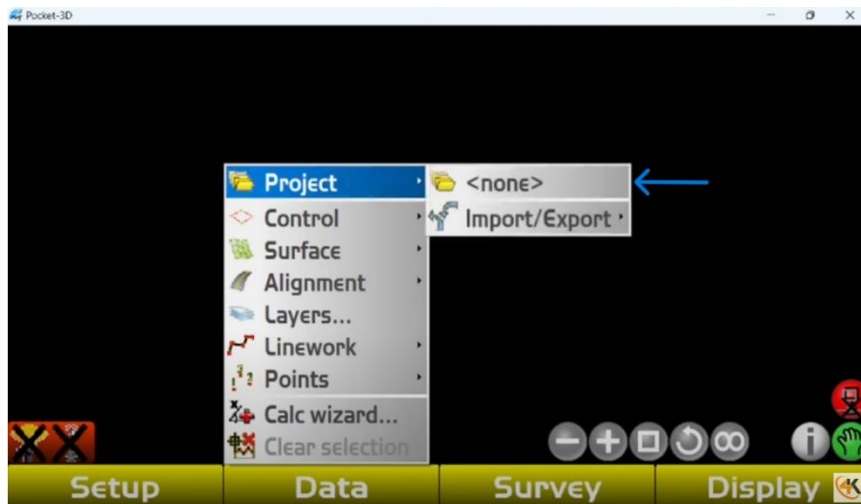 Pocket-3D
Project
<none>
Control
Import/Export
Surface
Alignment
Layers...
Linework
Points
Calc wizard...
Clear selection
Setup
Data
Survey
Display